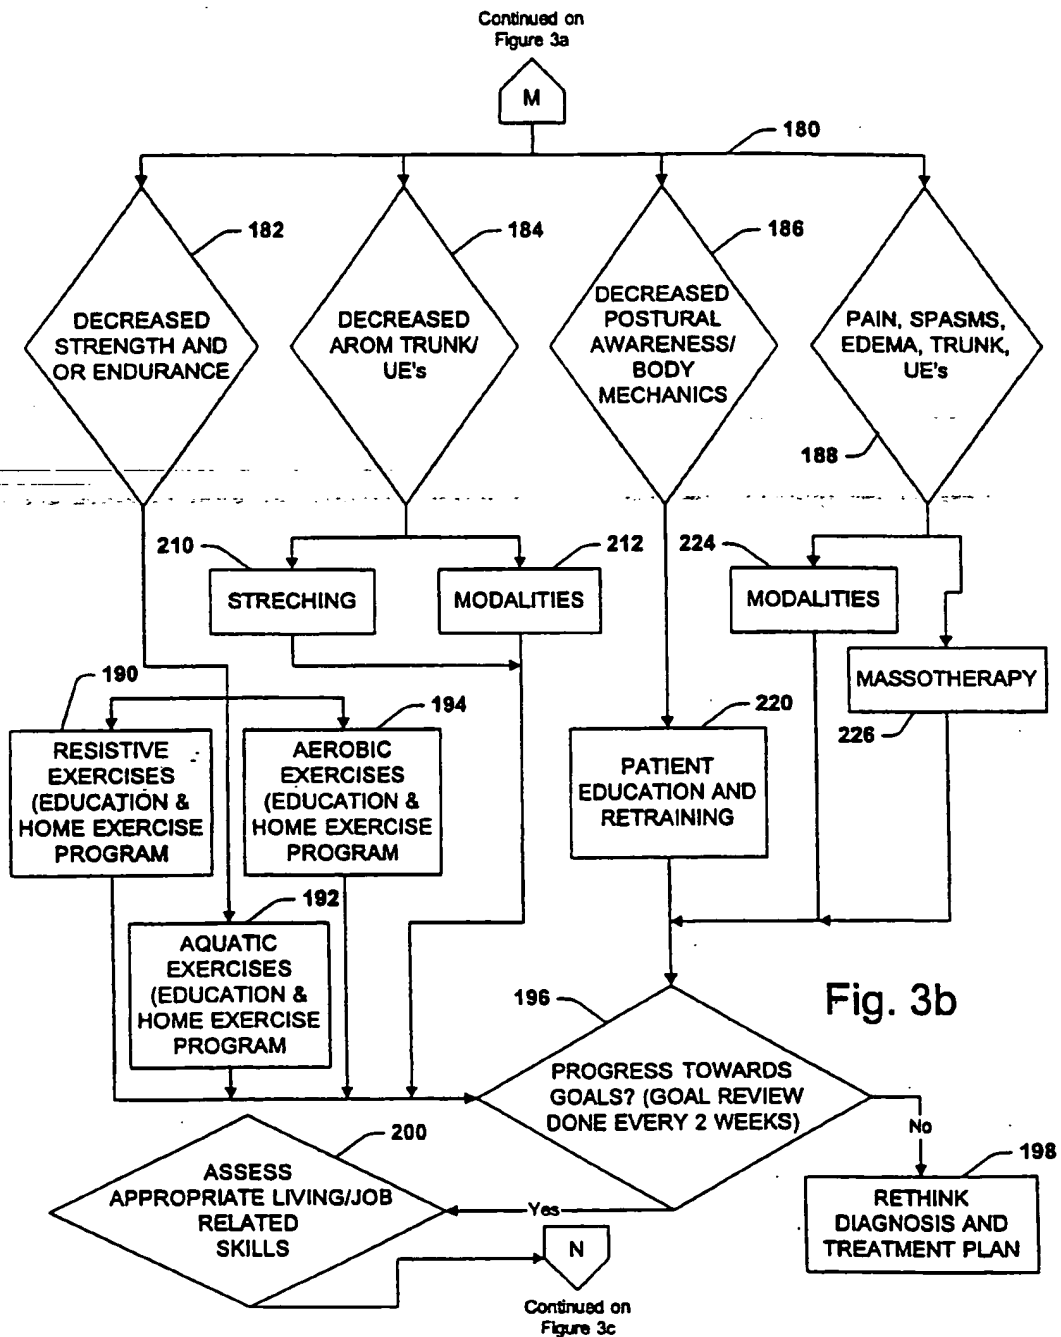 Continued on
Figure 3a
M
180
182
184
186
DECREASED
STRENGTH AND
OR ENDURANCE
DECREASED
AROM TRUNK/
UE's
DECREASED
POSTURAL
AWARENESS/
BODY
MECHANICS
PAIN, SPASMS,
EDEMA, TRUNK,
UE's
188
210
STRECHING
212
MODALITIES
224
MODALITIES
MASSOTHERAPY
226
190
RESISTIVE
EXERCISES
(EDUCATION &
HOME EXERCISE
PROGRAM
194
AEROBIC
EXERCISES
(EDUCATION &
HOME EXERCISE
PROGRAM
220
PATIENT
EDUCATION AND
RETRAINING
192
AQUATIC
EXERCISES
(EDUCATION &
HOME EXERCISE
PROGRAM
196
PROGRESS TOWARDS
GOALS? (GOAL REVIEW
DONE EVERY 2 WEEKS)
Fig. 3b
No
198
RETHINK
DIAGNOSIS AND
TREATMENT PLAN
Yes
200
ASSESS
APPROPRIATE LIVING/JOB
RELATED
SKILLS
N
Continued on
Figure 3c